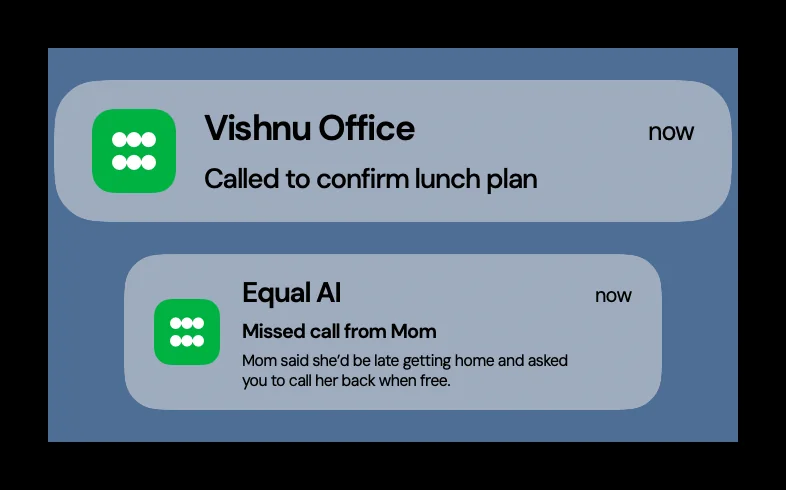 Vishnu Office
now
Called to confirm lunch plan
Equal AI
now
Missed call from Mom
Mom said she’d be late getting home and asked
you to call her back when free.